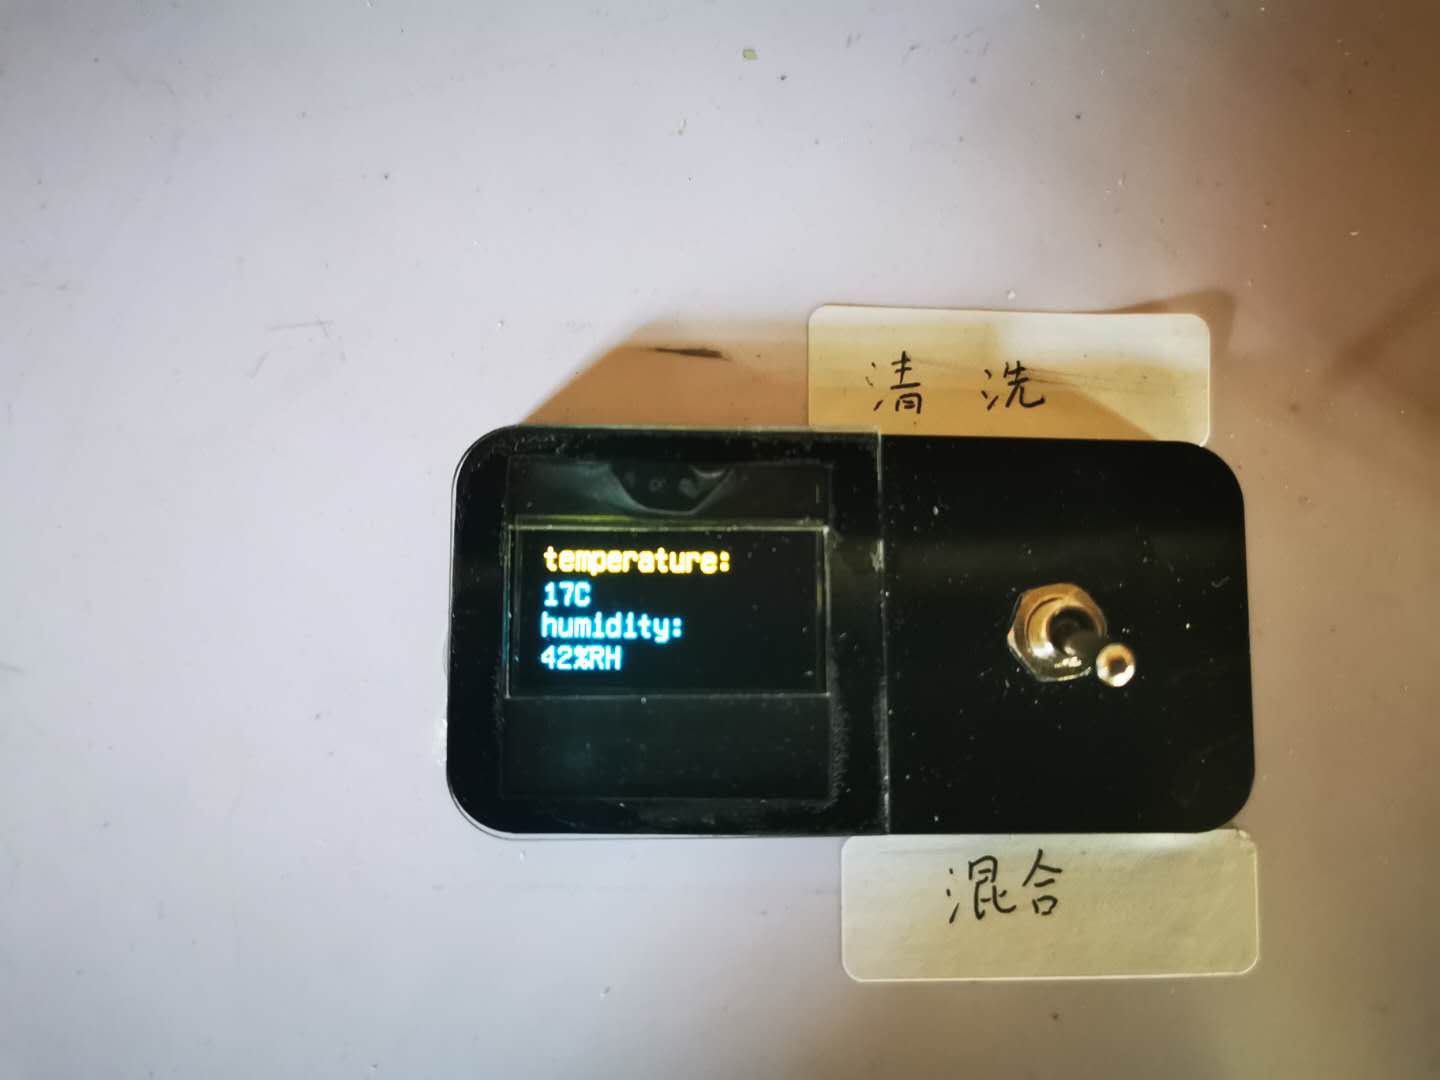 清洗
temperature:
17C
humidity:
42%RH
混合